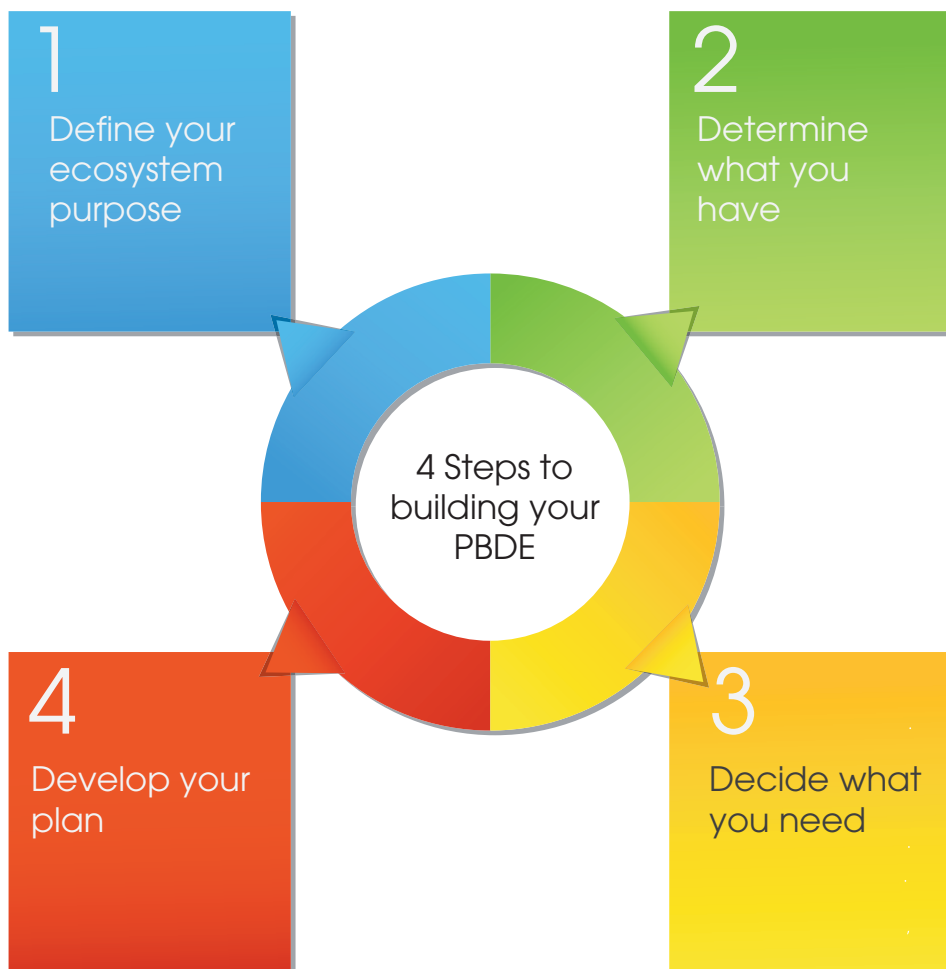 1
Define your
ecosystem
purpose
2
Determine
what you
have
4 Steps to
building your
PBDE
4
Develop your
plan
3
Decide what
you need